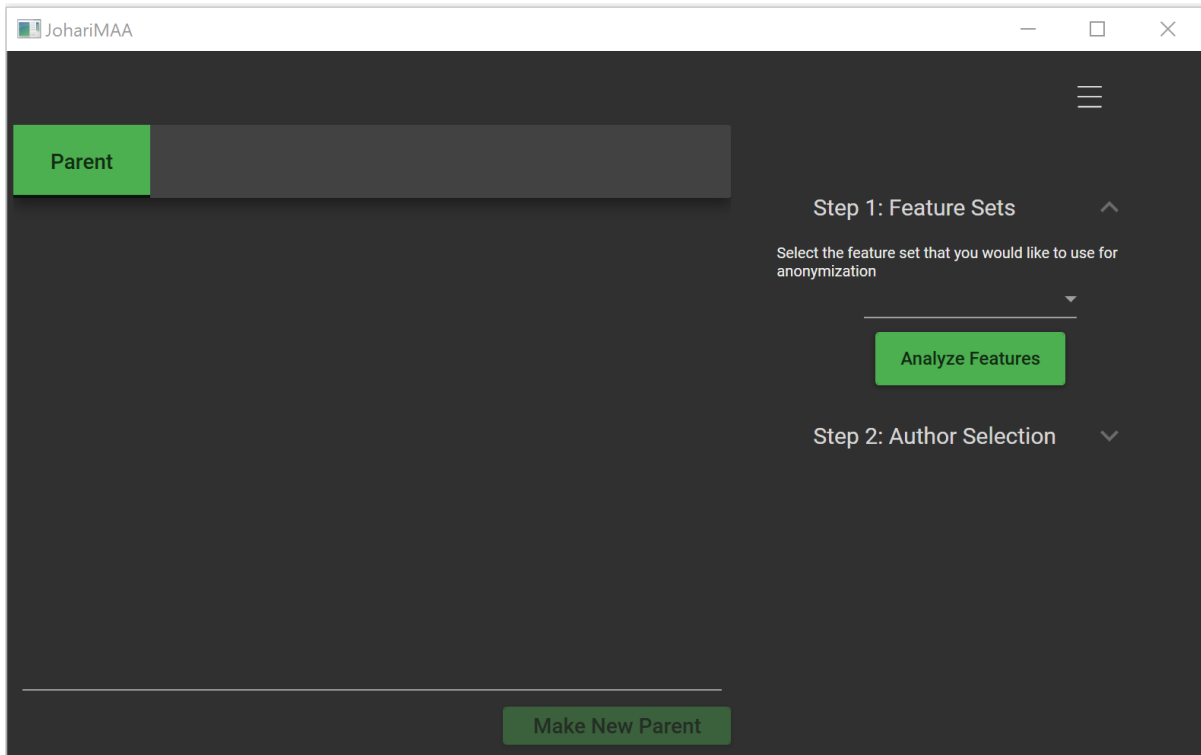 JohariMAA
Parent
Step 1: Feature Sets
Select the feature set that you would like to use for
anonymization
Analyze Features
Step 2: Author Selection
Make New Parent